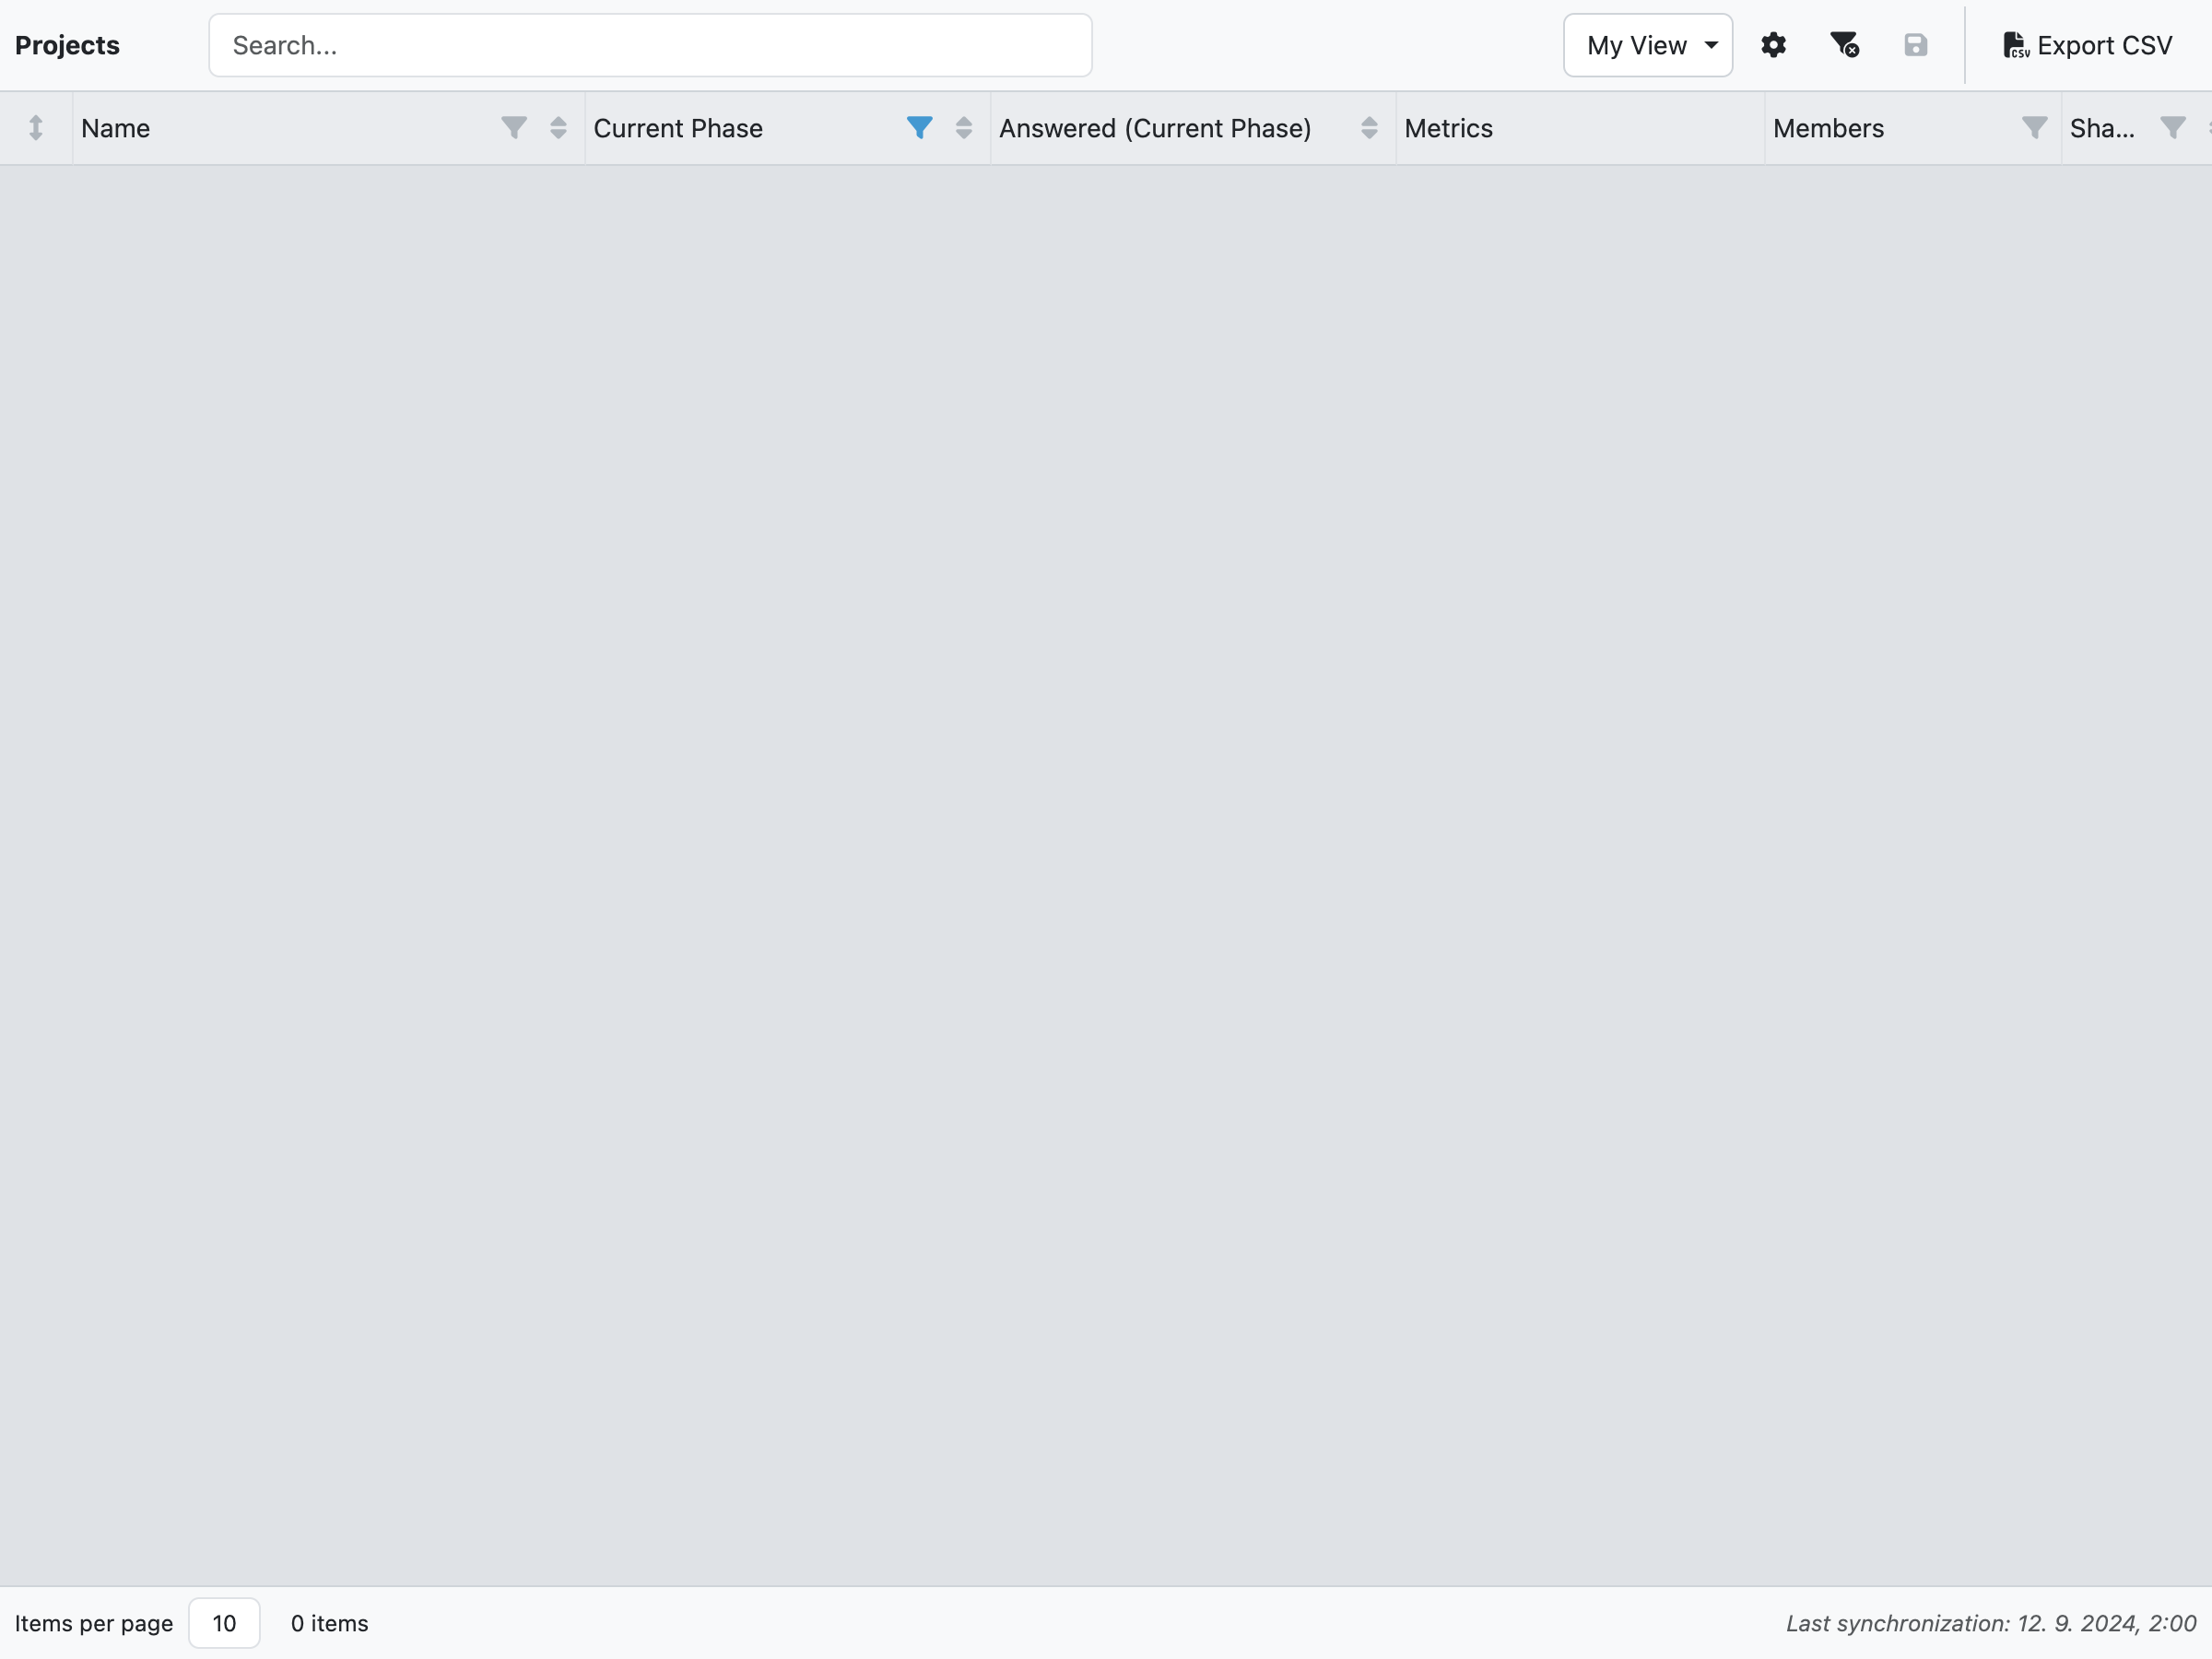 Projects Search... My View Export CSV
Name Current Phase Answered (Current Phase) Metrics Members Sha...
Items per page 10 0 items Last synchronization: 12. 9. 2024, 2:00